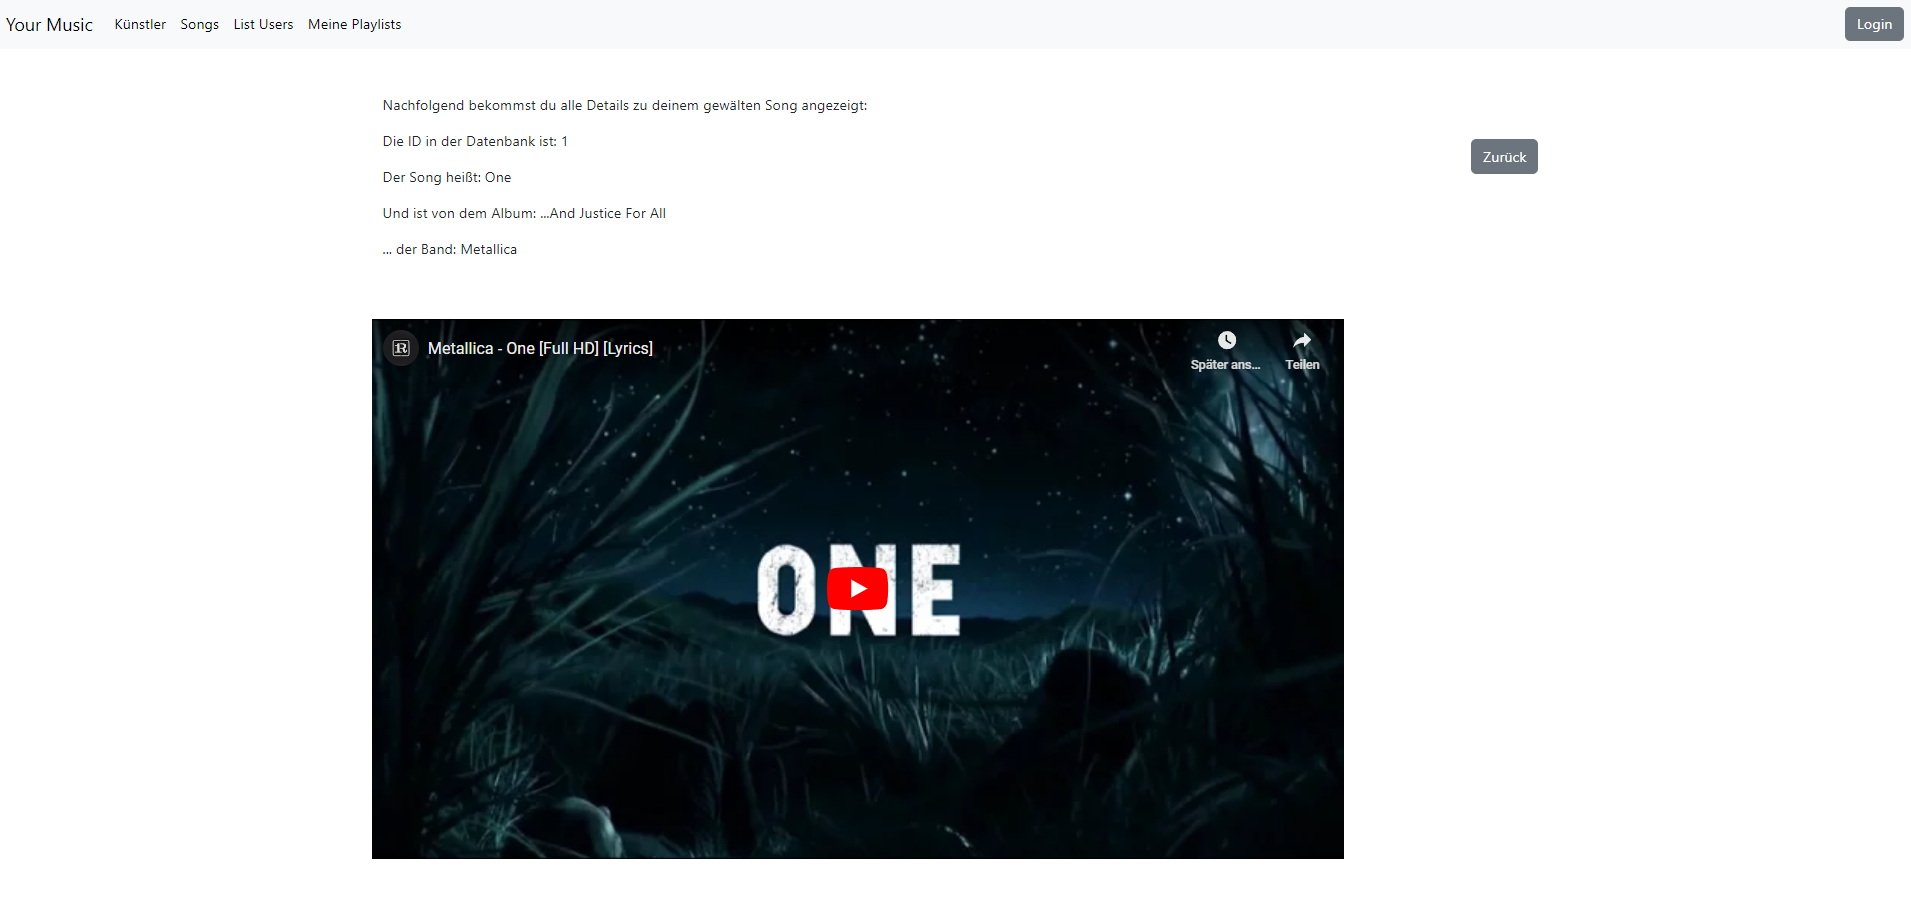 Your Music Künstler Songs List Users Meine Playlists Login
Nachfolgend bekommst du alle Details zu deinem gewälten Song angezeigt:
Die ID in der Datenbank ist: 1
Zurück
Der Song heißt: One
Und ist von dem Album: ...And Justice For All
... der Band: Metallica
R Metallica - One [Full HD] [Lyrics]
Später ans... Teilen
ONE